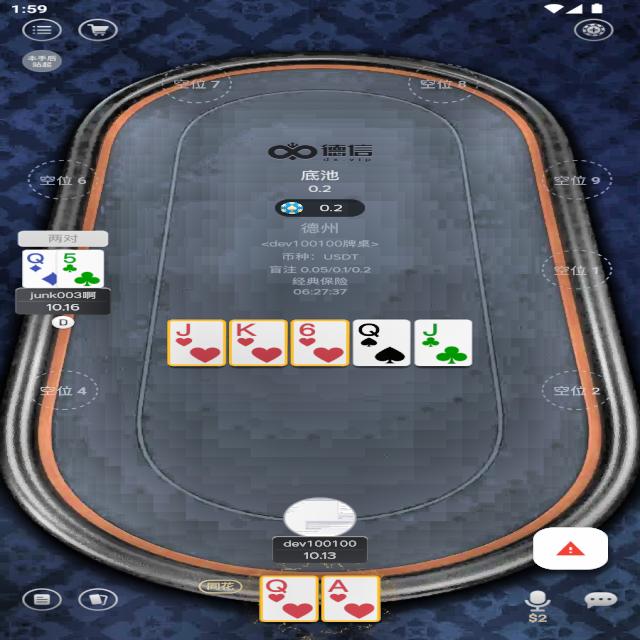 1:59
本手后
站起
空位 7
空位 8
德信
dx.vip
底池
0.2
0.2
空位 6
空位 9
德州
<dev100100牌桌>
币种：USDT
盲注 0.05/0.1/0.2
经典保险
06:27:37
两对
Q
5
junk003啊
10.16
D
空位 1
J
K
6
Q
J
空位 4
空位 2
dev100100
10.13
同花
Q
A
$2